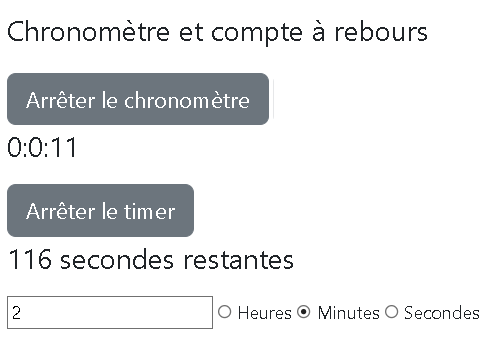 Chronomètre et compte à rebours
Arrêter le chronomètre
0:0:11
Arrêter le timer
116 secondes restantes
2 Heures Minutes Secondes